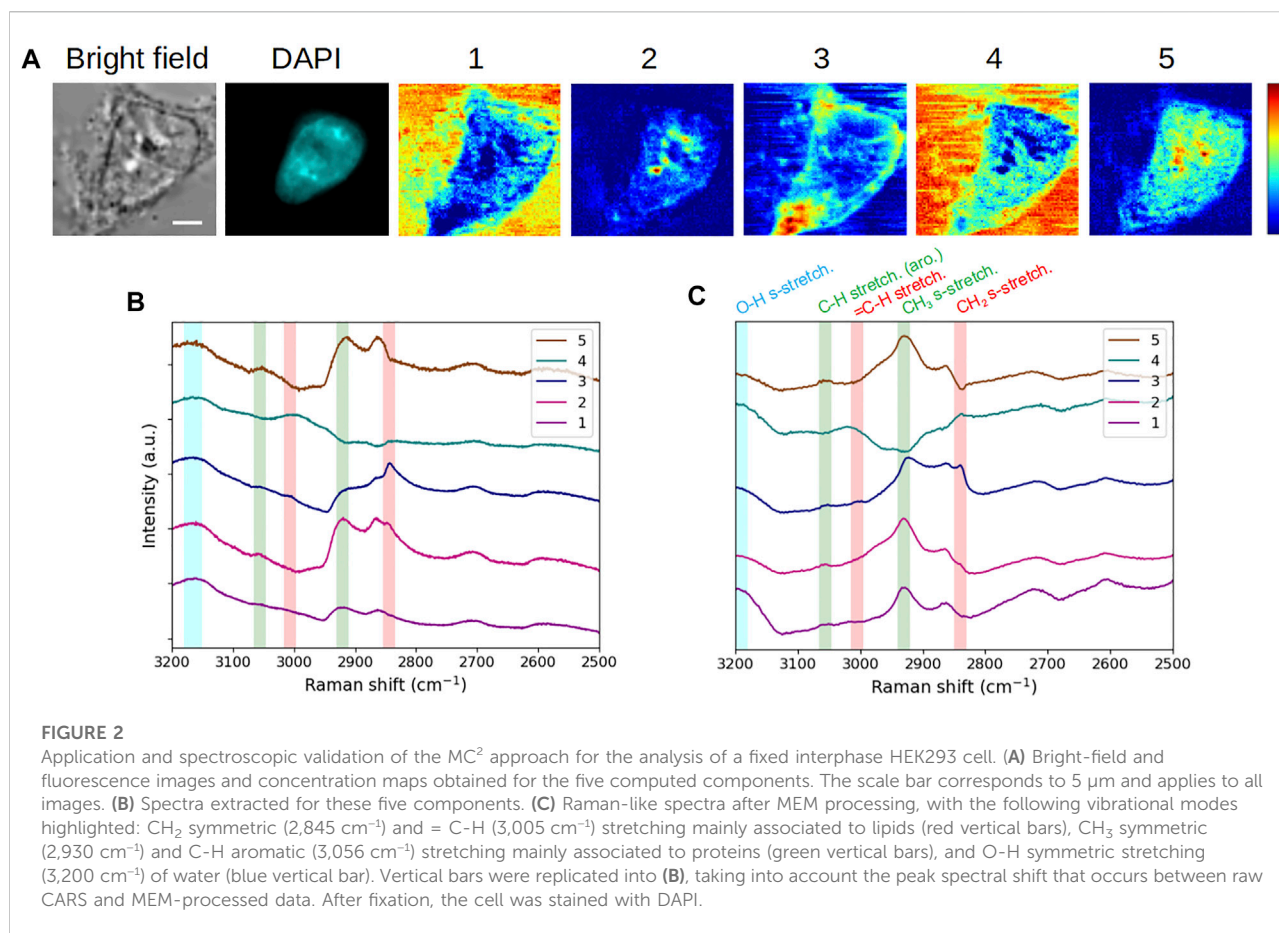 A Bright field DAPI 1 2 3 4 5
B
C
O-H s-stretch.
C-H stretch. (aro.)
=C-H stretch.
CH₃ s-stretch.
CH₂ s-stretch.
Intensity (a.u.)
5
4
3
2
1
3200 3100 3000 2900 2800 2700 2600 2500
Raman shift (cm⁻¹)
5
4
3
2
1
3200 3100 3000 2900 2800 2700 2600 2500
Raman shift (cm⁻¹)
FIGURE 2
Application and spectroscopic validation of the MC² approach for the analysis of a fixed interphase HEK293 cell. (A) Bright-field and
fluorescence images and concentration maps obtained for the five computed components. The scale bar corresponds to 5 μm and applies to all
images. (B) Spectra extracted for these five components. (C) Raman-like spectra after MEM processing, with the following vibrational modes
highlighted: CH₂ symmetric (2,845 cm⁻¹) and = C-H (3,005 cm⁻¹) stretching mainly associated to lipids (red vertical bars), CH₃ symmetric
(2,930 cm⁻¹) and C-H aromatic (3,056 cm⁻¹) stretching mainly associated to proteins (green vertical bars), and O-H symmetric stretching
(3,200 cm⁻¹) of water (blue vertical bar). Vertical bars were replicated into (B), taking into account the peak spectral shift that occurs between raw
CARS and MEM-processed data. After fixation, the cell was stained with DAPI.